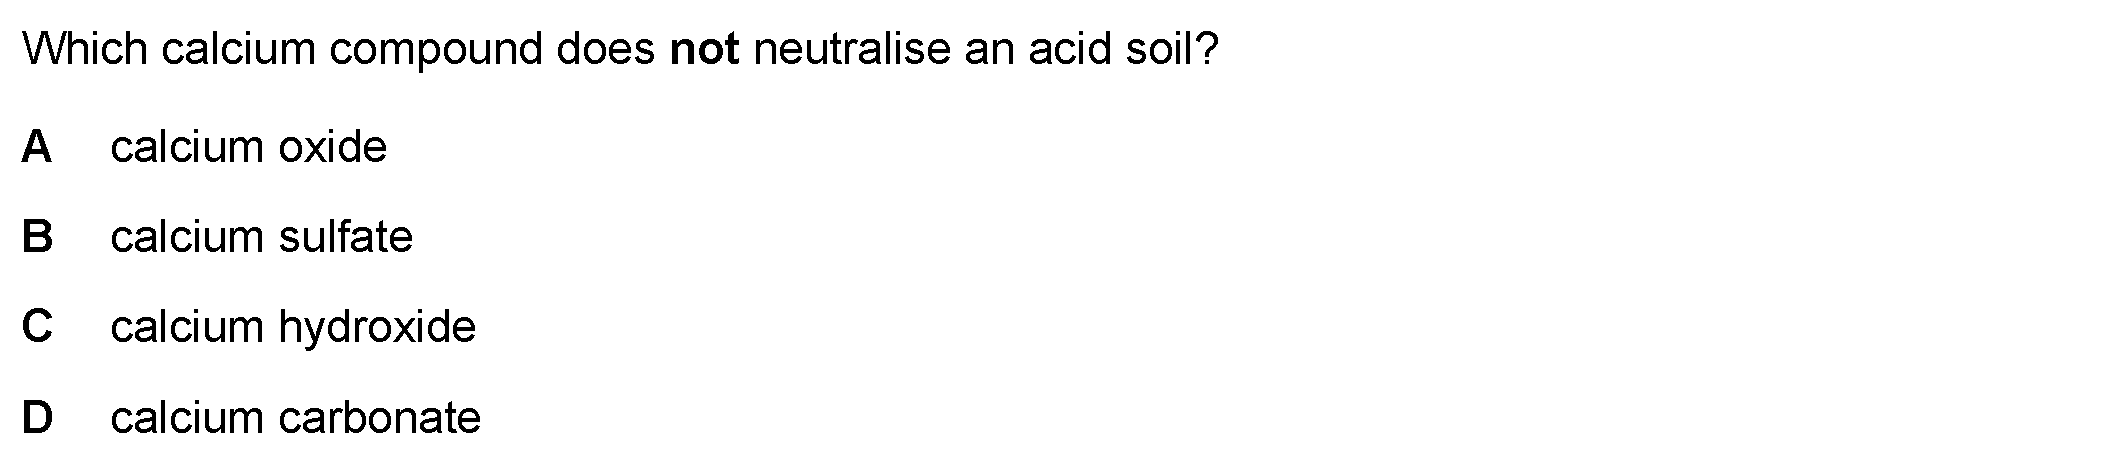 Which calcium compound does not neutralise an acid soil?
A calcium oxide
B calcium sulfate
C calcium hydroxide
D calcium carbonate